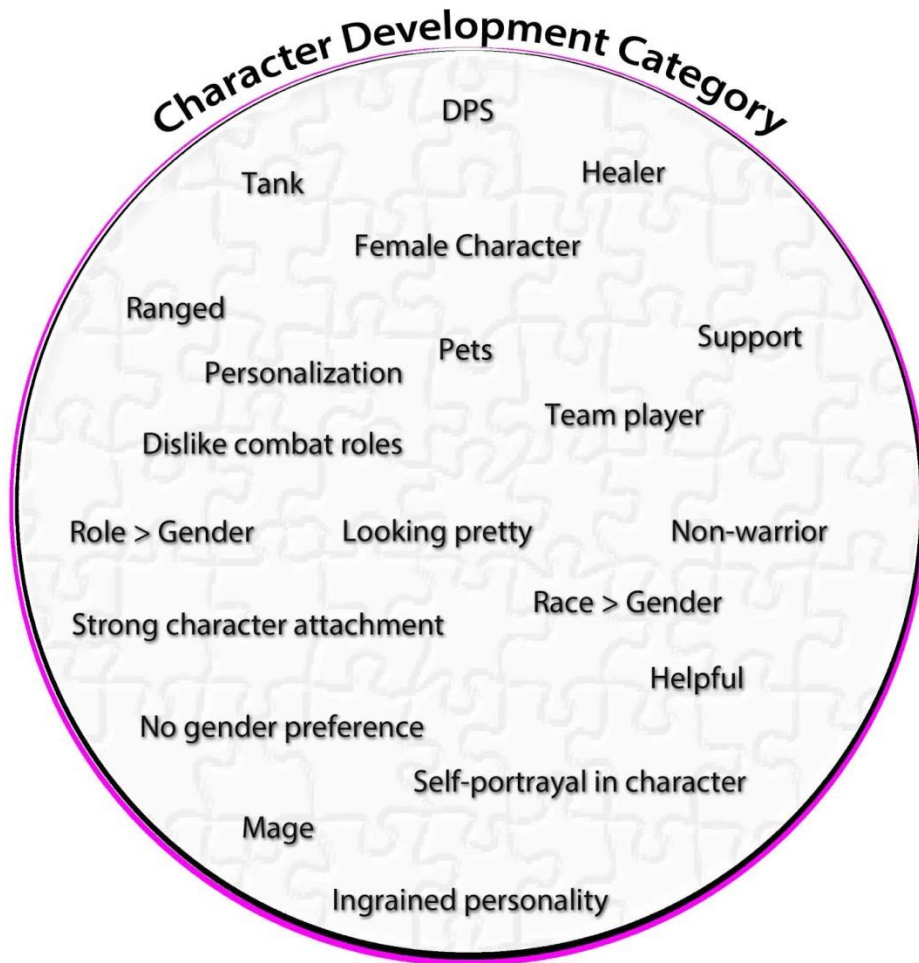 Character Development Category
DPS
Healer
Tank
Female Character
Ranged
Support
Pets
Personalization
Team player
Dislike combat roles
Role > Gender
Looking pretty
Non-warrior
Race > Gender
Strong character attachment
Helpful
No gender preference
Self-portrayal in character
Mage
Ingrained personality